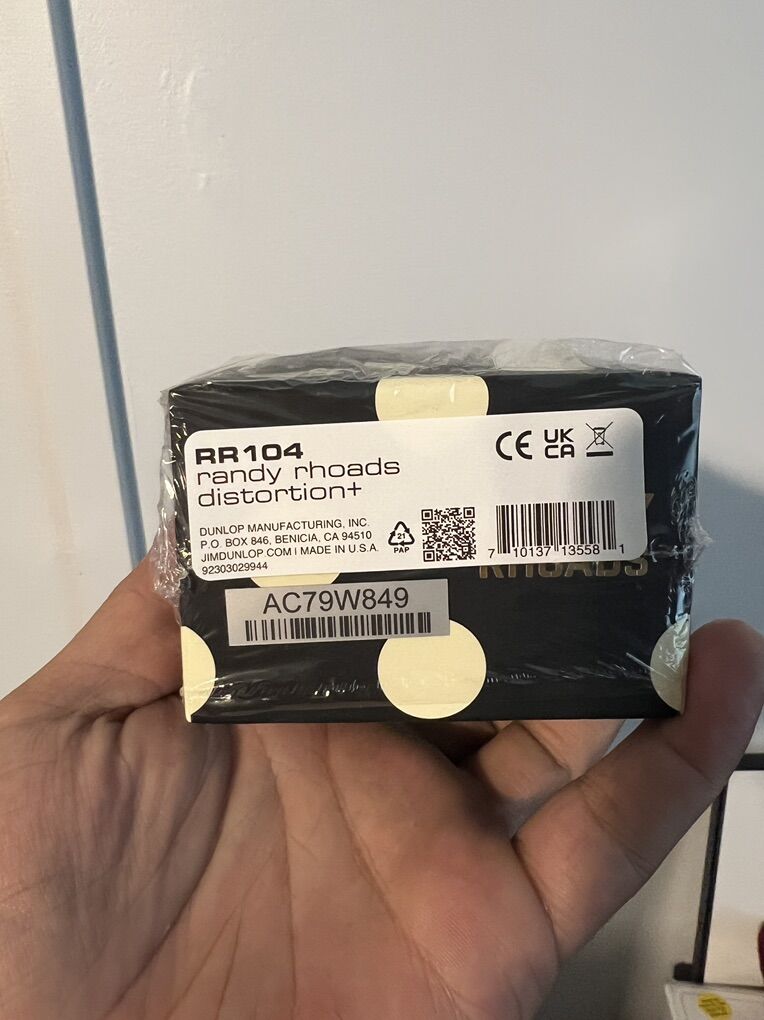 RR104
randy rhoads
distortion+
DUNLOP MANUFACTURING, INC.
P.O. BOX 846, BENICIA, CA 94510
JIMDUNLOP.COM | MADE IN U.S.A.
92303029944
21
PAP
CE
UK
CA
7 10137 13558 1
RHOADS
AC79W849